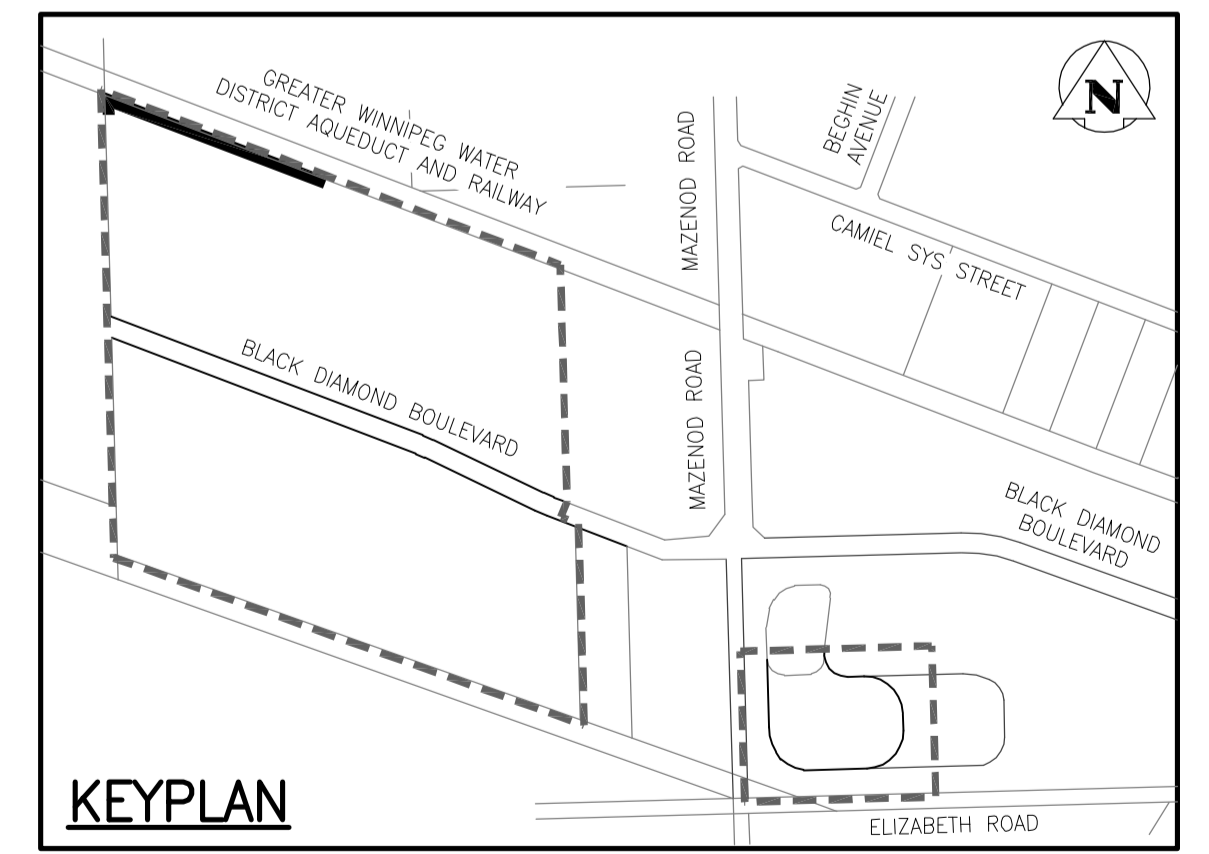 GREATER WINNIPEG WATER
DISTRICT AQUEDUCT AND RAILWAY
MAZENOD ROAD
BEGHIN
AVENUE
N
CAMIEL SYS STREET
BLACK DIAMOND BOULEVARD
MAZENOD ROAD
BLACK DIAMOND
BOULEVARD
KEYPLAN
ELIZABETH ROAD